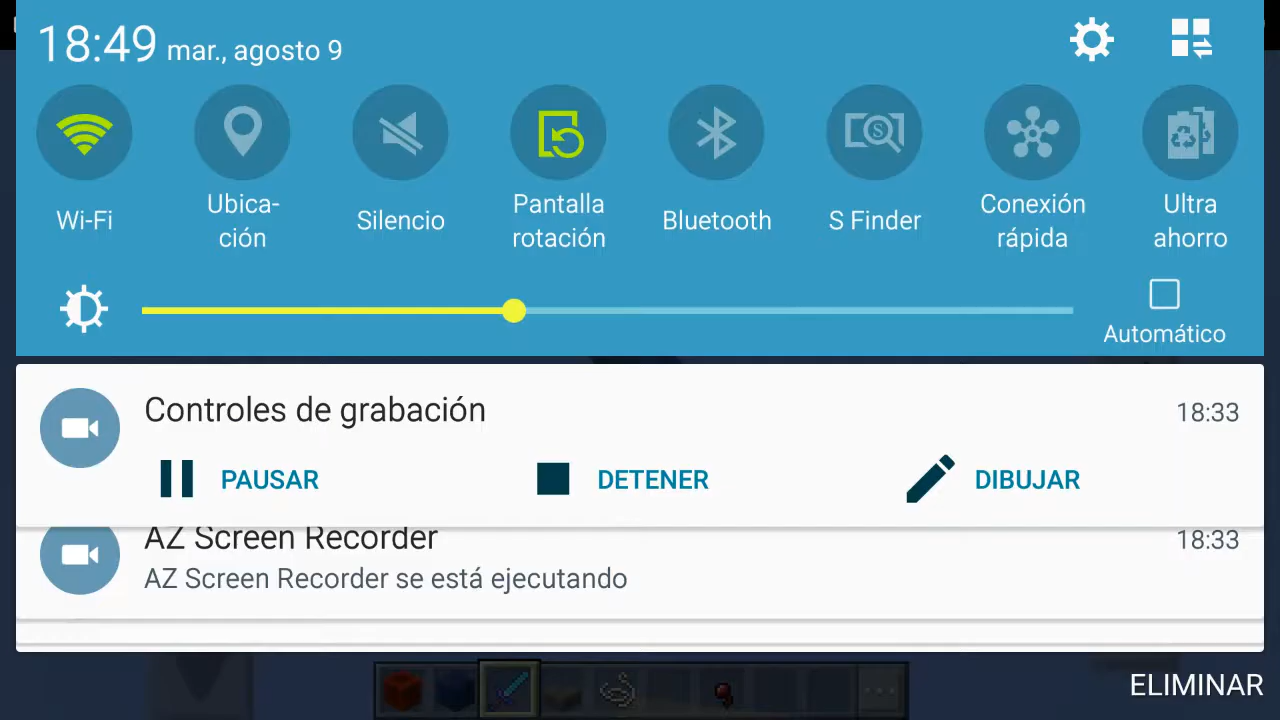 18:49 mar., agosto 9
Wi-Fi
Ubica-
ción
Silencio
Pantalla
rotación
Bluetooth
S Finder
Conexión
rápida
Ultra
ahorro
Automático
Controles de grabación 18:33
PAUSAR DETENER DIBUJAR
AZ Screen Recorder 18:33
AZ Screen Recorder se está ejecutando
ELIMINAR